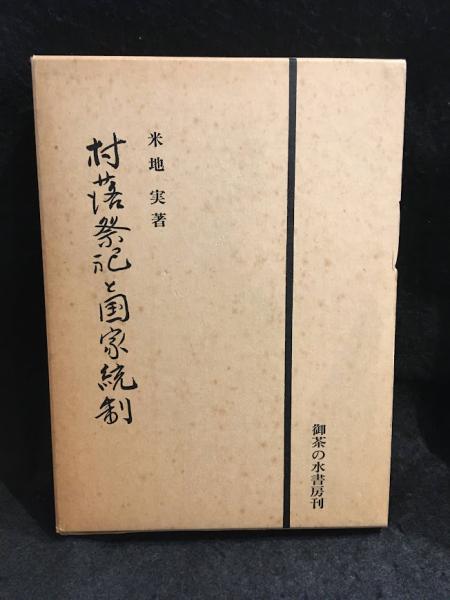 米地 実著
村落祭祀と国家統制
御茶の水書房刊